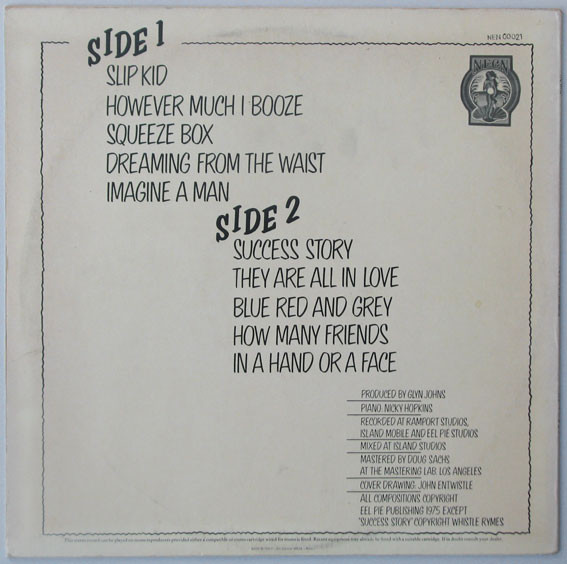 NEN 00021
NEON
SIDE 1
SLIP KID
HOWEVER MUCH I BOOZE
SQUEEZE BOX
DREAMING FROM THE WAIST
IMAGINE A MAN
SIDE 2
SUCCESS STORY
THEY ARE ALL IN LOVE
BLUE RED AND GREY
HOW MANY FRIENDS
IN A HAND OR A FACE
PRODUCED BY GLYN JOHNS
PIANO: NICKY HOPKINS
RECORDED AT RAMPORT STUDIOS,
ISLAND MOBILE AND EEL PIE STUDIOS
MIXED AT ISLAND STUDIOS
MASTERED BY DOUG SACHS
AT THE MASTERING LAB. LOS ANGELES
COVER DRAWING: JOHN ENTWISTLE
ALL COMPOSITIONS COPYRIGHT
EEL PIE PUBLISHING 1975 EXCEPT
'SUCCESS STORY' COPYRIGHT WHISTLE RYMES.